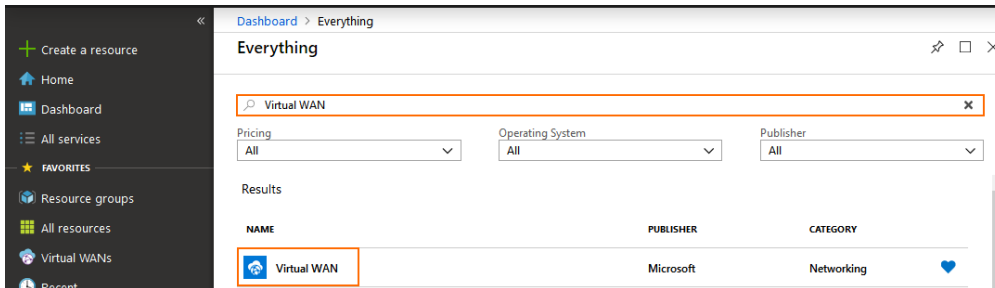 «
Create a resource
Home
Dashboard
All services
FAVORITES
Resource groups
All resources
Virtual WANs
Recent
Dashboard > Everything
Everything
Virtual WAN
Pricing Operating System Publisher
All All All
Results
NAME PUBLISHER CATEGORY
Virtual WAN Microsoft Networking